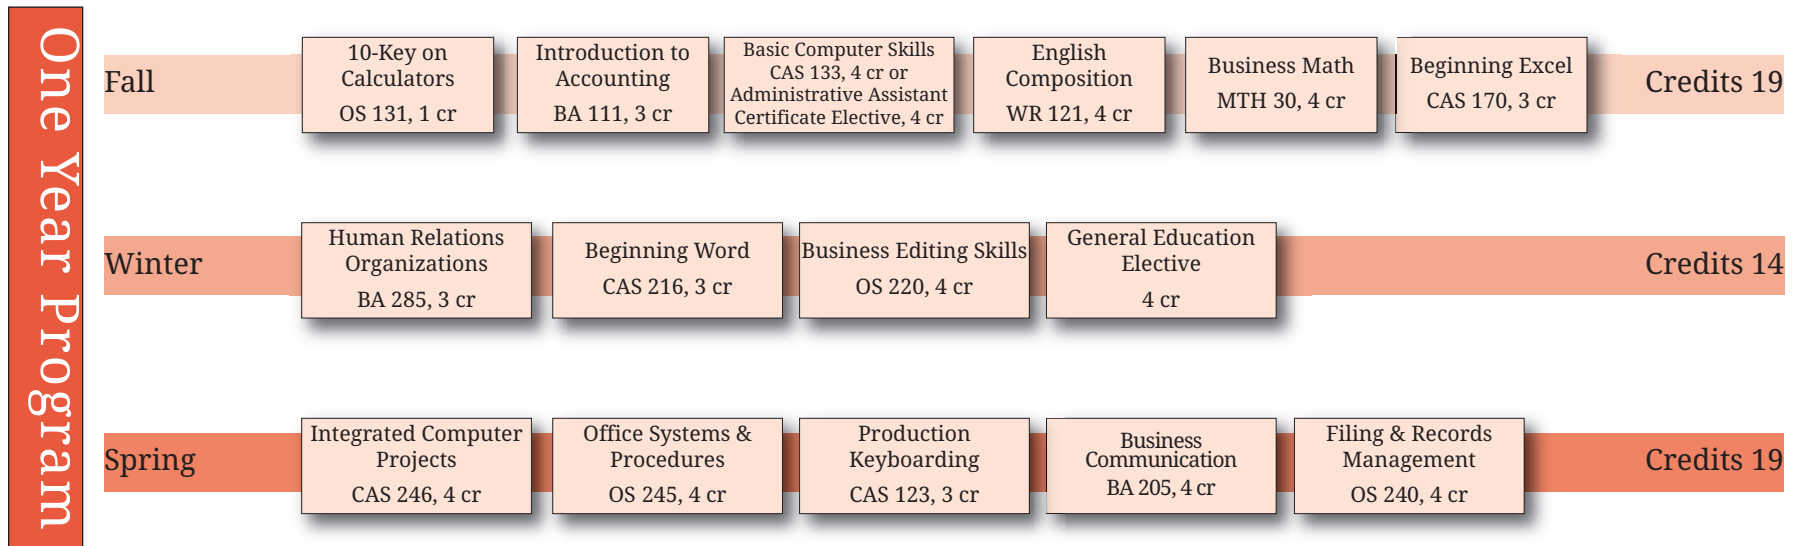 One Year Program
Fall
10-Key on
Calculators
OS 131, 1 cr
Introduction to
Accounting
BA 111, 3 cr
Basic Computer Skills
CAS 133, 4 cr or
Administrative Assistant
Certificate Elective, 4 cr
English
Composition
WR 121, 4 cr
Business Math
MTH 30, 4 cr
Beginning Excel
CAS 170, 3 cr
Credits 19
Winter
Human Relations
Organizations
BA 285, 3 cr
Beginning Word
CAS 216, 3 cr
Business Editing Skills
OS 220, 4 cr
General Education
Elective
4 cr
Credits 14
Spring
Integrated Computer
Projects
CAS 246, 4 cr
Office Systems &
Procedures
OS 245, 4 cr
Production
Keyboarding
CAS 123, 3 cr
Business
Communication
BA 205, 4 cr
Filing & Records
Management
OS 240, 4 cr
Credits 19